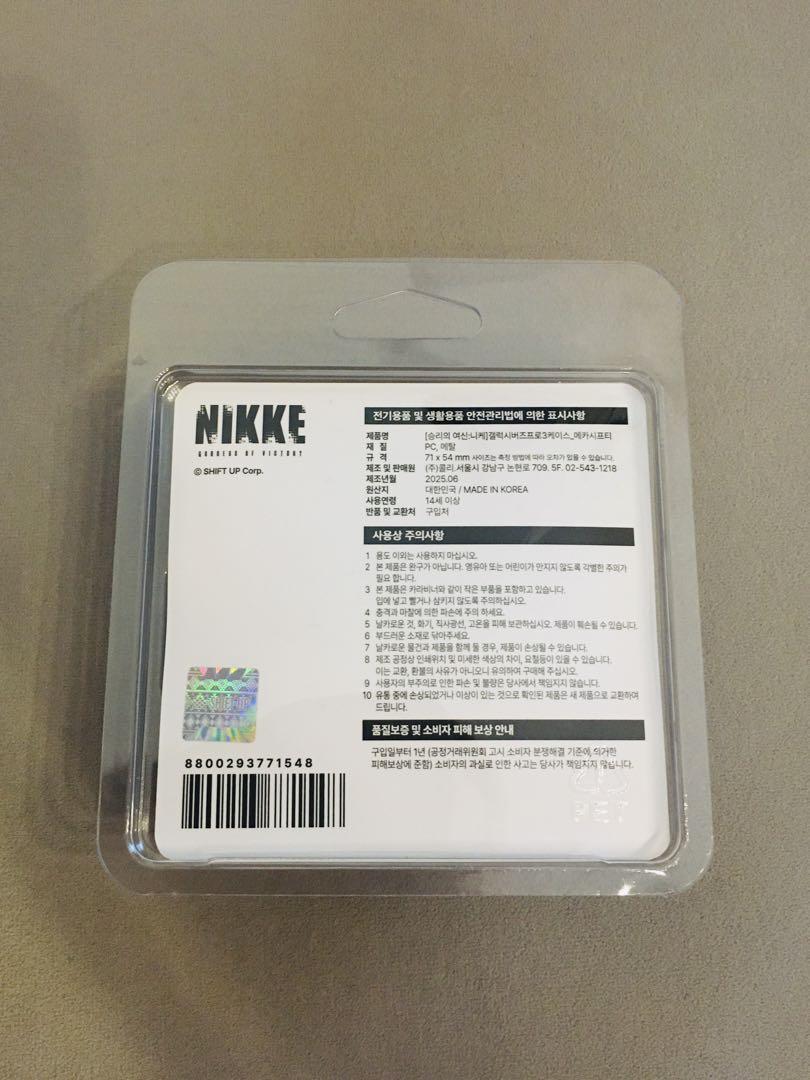 NIKKE
GODDESS OF VICTORY
© SHIFT UP Corp.
전기용품 및 생활용품 안전관리법에 의한 표시사항
제품명 [승리의 여신:니케]갤럭시버즈프로3케이스_메카시프티
재 질 PC, 메탈
규 격 71 x 54 mm 사이즈는 측정 방법에 따라 오차가 있을 수 있습니다.
제조 및 판매원 (주)콜리.서울시 강남구 논현로 709. 5F. 02-543-1218
제조년월 2025.06
원산지 대한민국 / MADE IN KOREA
사용연령 14세 이상
반품 및 교환처 구입처
사용상 주의사항
1 용도 이외는 사용하지 마십시오.
2 본 제품은 완구가 아닙니다. 영유아 또는 어린이가 만지지 않도록 각별한 주의가
필요 합니다.
3 본 제품은 카라비너와 같이 작은 부품을 포함하고 있습니다.
입에 넣고 빨거나 삼키지 않도록 주의하십시오.
4 충격과 마찰에 의한 파손에 주의 하세요.
5 날카로운 것, 화기, 직사광선, 고온을 피해 보관하십시오. 제품이 훼손될 수 있습니다.
6 부드러운 소재로 닦아주세요.
7 날카로운 물건과 제품을 함께 둘 경우, 제품이 손상될 수 있습니다.
8 제조 공정상 인쇄위치 및 미세한 색상의 차이, 요철등이 있을 수 있습니다.
이는 교환, 환불의 사유가 아니오니 유의하여 구매해 주십시오.
9 사용자의 부주의로 인한 파손 및 불량은 당사에서 책임지지 않습니다.
10 유통 중에 손상되었거나 이상이 있는 것으로 확인된 제품은 새 제품으로 교환하여
드립니다.
품질보증 및 소비자 피해 보상 안내
구입일부터 1년 (공정거래위원회 고시 소비자 분쟁해결 기준에 의거한
피해보상에 준함) 소비자의 과실로 인한 사고는 당사가 책임지지 않습니다.
SHIFT UP
8800293771548
1
PET